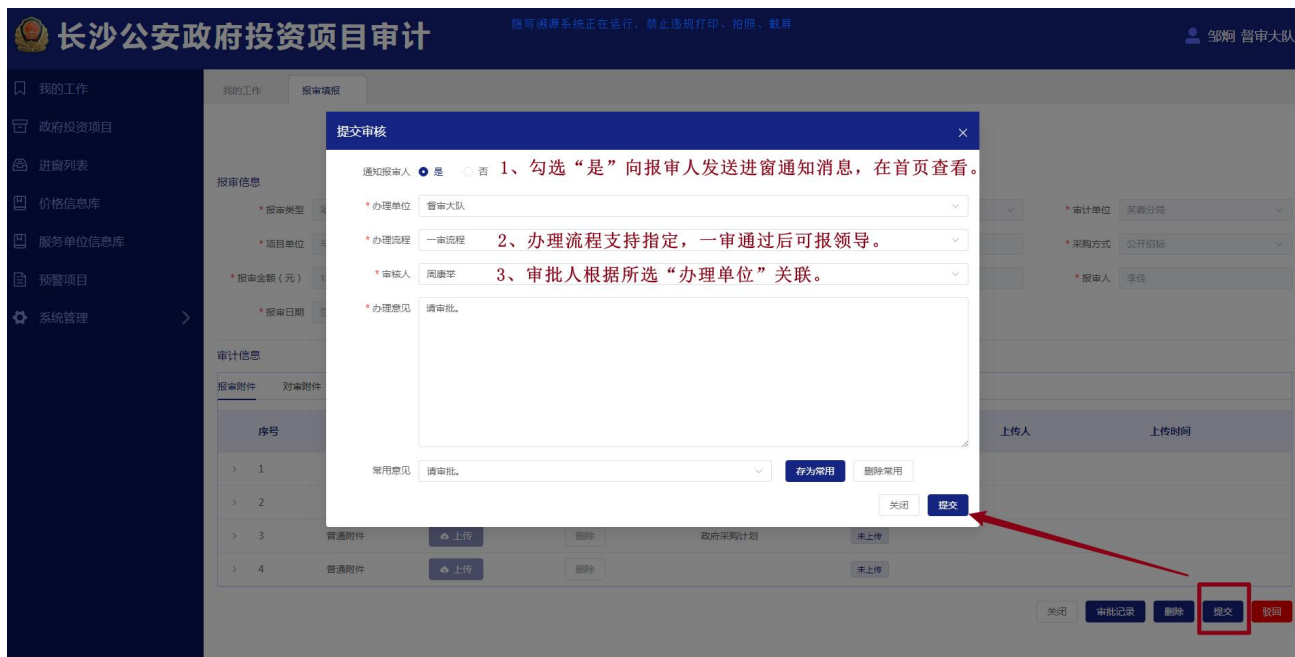 长沙公安政府投资项目审计
隐写溯源系统正在运行、禁止违规打印、拍照、截屏
邹炯 督审大队
我的工作
政府投资项目
进窗列表
价格信息库
服务单位信息库
预警项目
系统管理
我的工作 报审填报
提交审核
通知报审人 是 否 1、勾选“是”向报审人发送进窗通知消息，在首页查看。
*办理单位 督审大队
*办理流程 一审流程 2、办理流程支持指定，一审通过后可报领导。
*审核人 周康举 3、审批人根据所选“办理单位”关联。
*办理意见 请审批。
常用意见 请审批。 存为常用 删除常用
关闭 提交
报审信息
*报审类型 *审计单位 芙蓉分局
*项目单位 *采购方式 公开招标
*报审金额（元） *报审人 李佳
*报审日期
审计信息
报审附件 对审附件
序号 上传人 上传时间
1
2
3 普通附件 上传 删除 政府采购计划 未上传
4 普通附件 上传 删除 未上传
关闭 审批记录 删除 提交 驳回